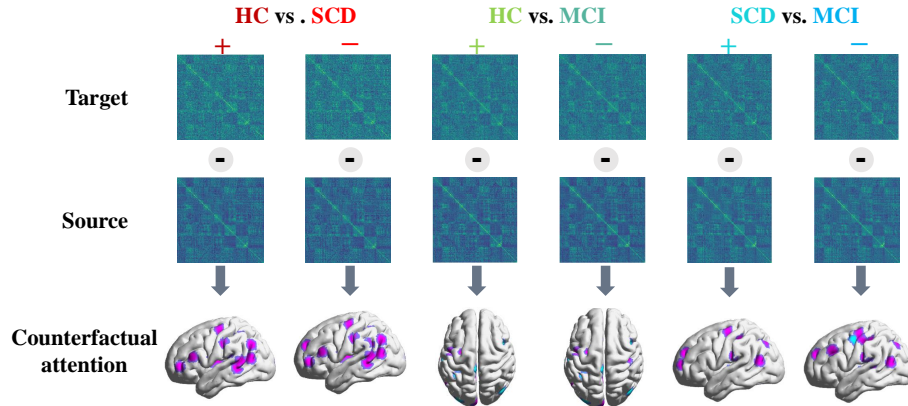 HC vs . SCD HC vs. MCI SCD vs. MCI
+ − + − + −
Target
- - - - - -
Source
Counterfactual
attention